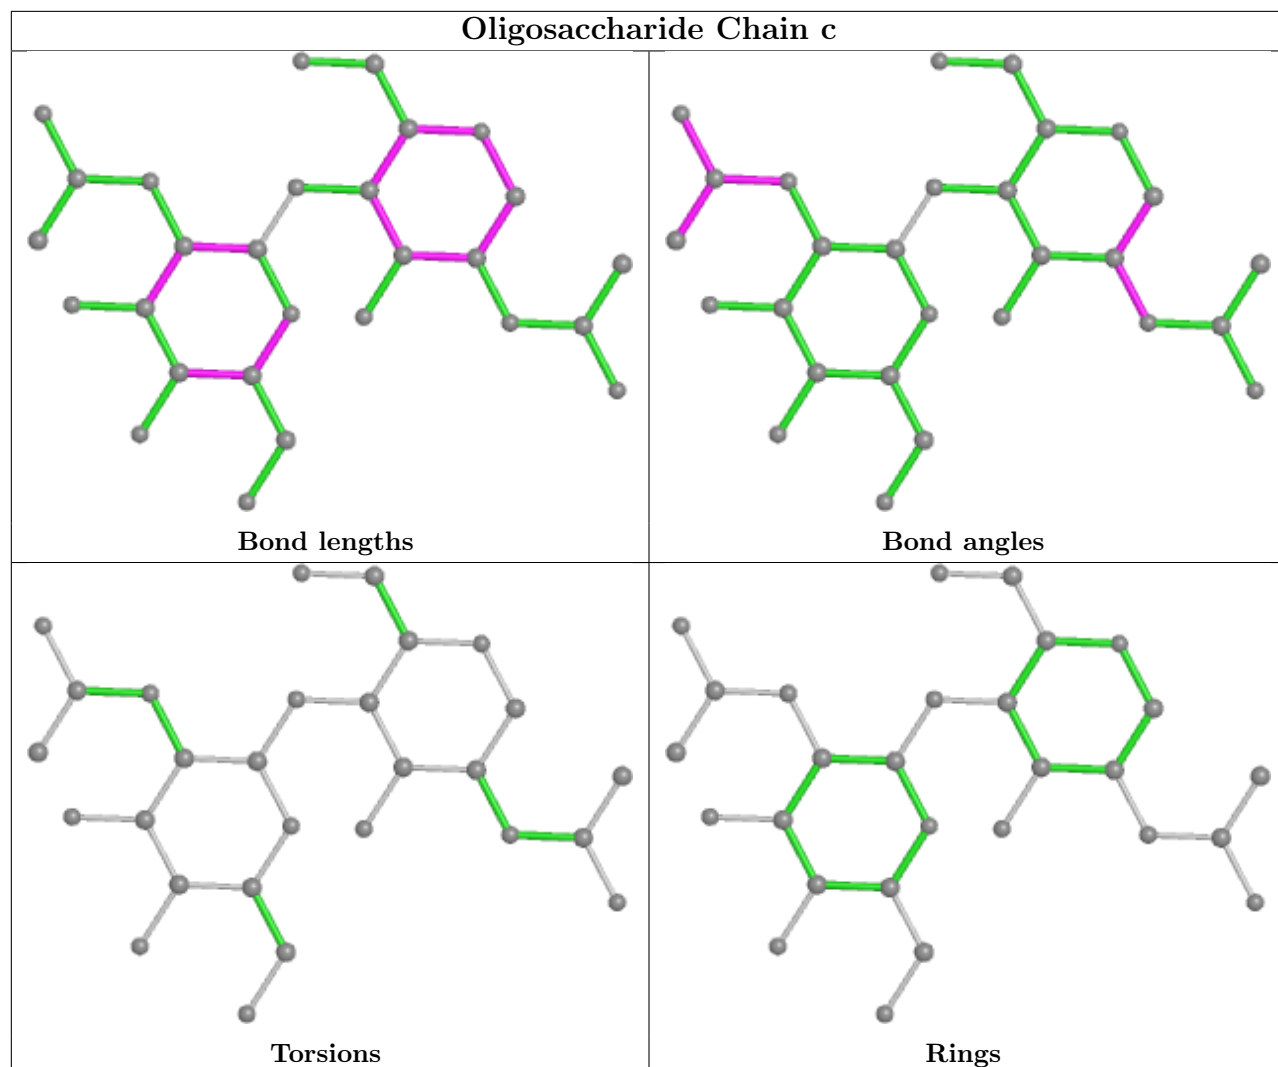 Oligosaccharide Chain c
Bond lengths
Bond angles
Torsions
Rings